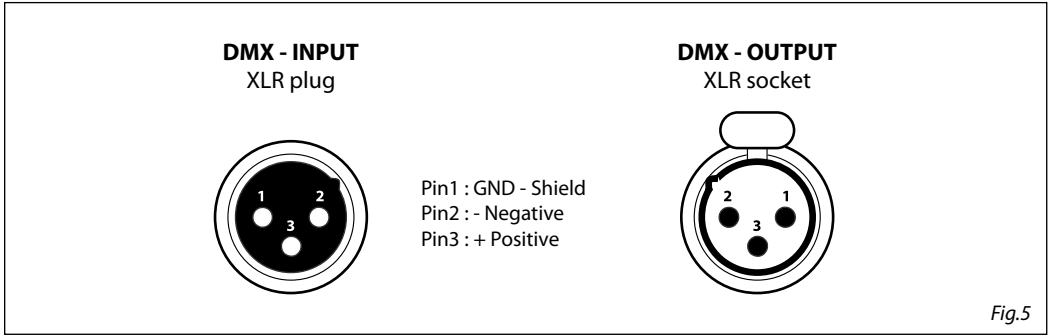 DMX - INPUT
XLR plug
1 2
3
Pin1 : GND - Shield
Pin2 : - Negative
Pin3 : + Positive
DMX - OUTPUT
XLR socket
2 1
3
Fig.5